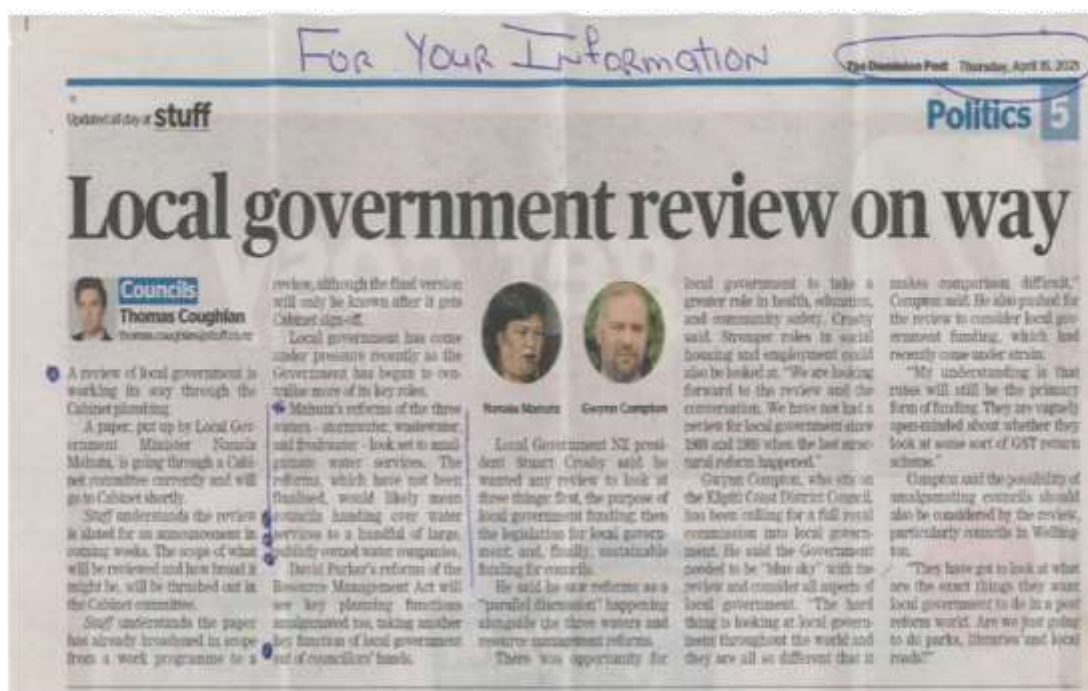 For Your Information
The Dominion Post Thursday, April 15, 2021
Updated all day at stuff
Politics 5
Local government review on way
Councils
Thomas Coughlan
thomas.coughlan@stuff.co.nz
A review of local government is
working its way through the
Cabinet plumbing.
A paper, put up by Local Gov-
ernment Minister Nanaia
Mahuta, is going through a Cabi-
net committee currently and will
go to Cabinet shortly.
Stuff understands the review
is slated for an announcement in
coming weeks. The scope of what
will be reviewed and how broad it
might be, will be thrashed out in
the Cabinet committee.
Stuff understands the paper
has already broadened in scope
from a work programme to a
review, although the final version
will only be known after it gets
Cabinet sign-off.
Local government has come
under pressure recently as the
Government has begun to cen-
tralise more of its key roles.
Mahuta's reforms of the three
waters - stormwater, wastewater,
and freshwater - look set to amal-
gamate water services. The
reforms, which have not been
finalised, would likely mean
councils handing over water
services to a handful of large,
publicly owned water companies.
David Parker's reforms of the
Resource Management Act will
see key planning functions
amalgamated too, taking another
key function of local government
out of councillors' hands.
Nanaia Mahuta
Gwynn Compton
Local Government NZ presi-
dent Stuart Crosby said he
wanted any review to look at
three things: first, the purpose of
local government funding; then
the legislation for local govern-
ment; and, finally, sustainable
funding for councils.
He said he saw reforms as a
"parallel discussion" happening
alongside the three waters and
resource management reforms.
There was opportunity for
local government to take a
greater role in health, education,
and community safety, Crosby
said. Stronger roles in social
housing and employment could
also be looked at. "We are looking
forward to the review and the
conversation. We have not had a
review for local government since
1988 and 1989 when the last struc-
tural reform happened."
Gwynn Compton, who sits on
the Kāpiti Coast District Council,
has been calling for a full royal
commission into local govern-
ment. He said the Government
needed to be "blue sky" with the
review and consider all aspects of
local government. "The hard
thing is looking at local govern-
ment throughout the world and
they are all so different that it
makes comparison difficult,"
Compton said. He also pushed for
the review to consider local gov-
ernment funding, which had
recently come under strain.
"My understanding is that
rates will still be the primary
form of funding. They are vaguely
open-minded about whether they
look at some sort of GST return
scheme."
Compton said the possibility of
amalgamating councils should
also be considered by the review,
particularly councils in Welling-
ton.
"They have got to look at what
are the exact things they want
local government to do in a post
reform world. Are we just going
to do parks, libraries and local
roads?"